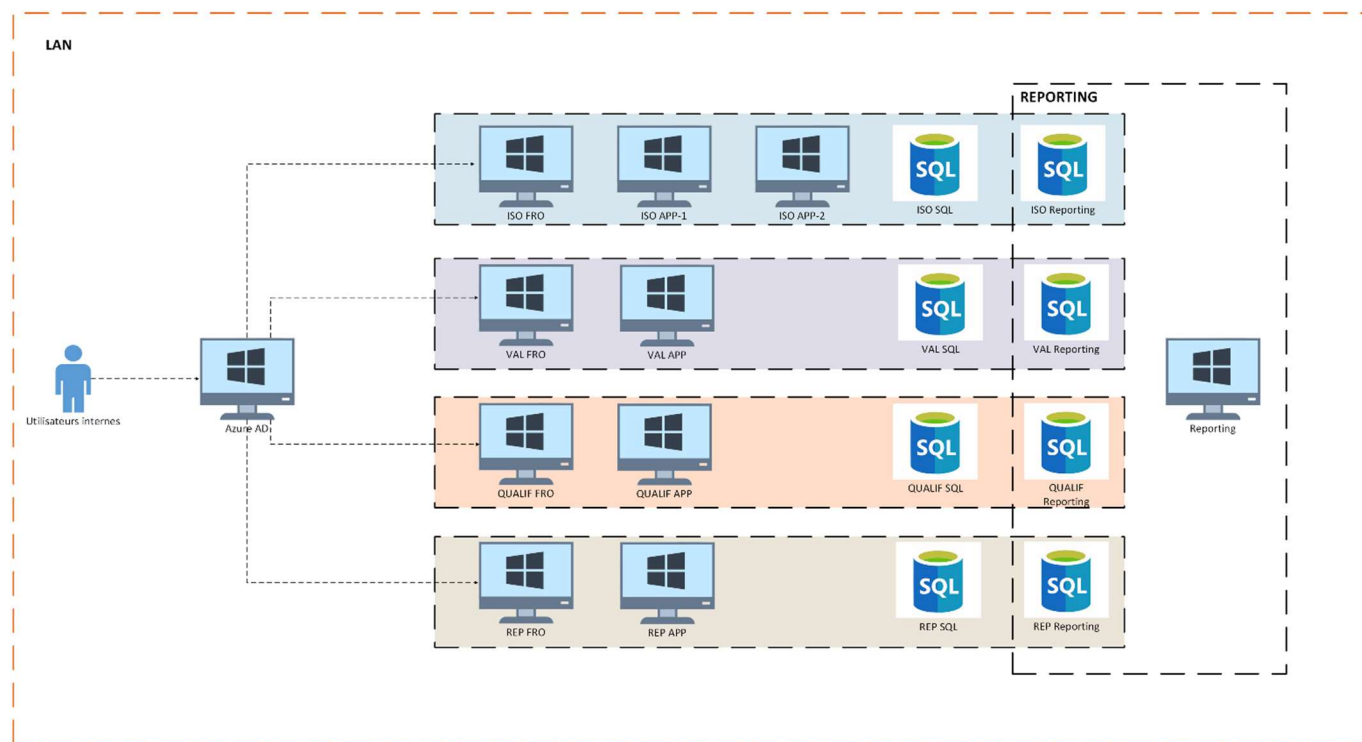 LAN
REPORTING
SQL
SQL
ISO FRO
ISO APP-1
ISO APP-2
ISO SQL
ISO Reporting
SQL
SQL
VAL FRO
VAL APP
VAL SQL
VAL Reporting
Utilisateurs internes
Azure AD
Reporting
SQL
SQL
QUALIF FRO
QUALIF APP
QUALIF SQL
QUALIF
Reporting
SQL
SQL
REP FRO
REP APP
REP SQL
REP Reporting